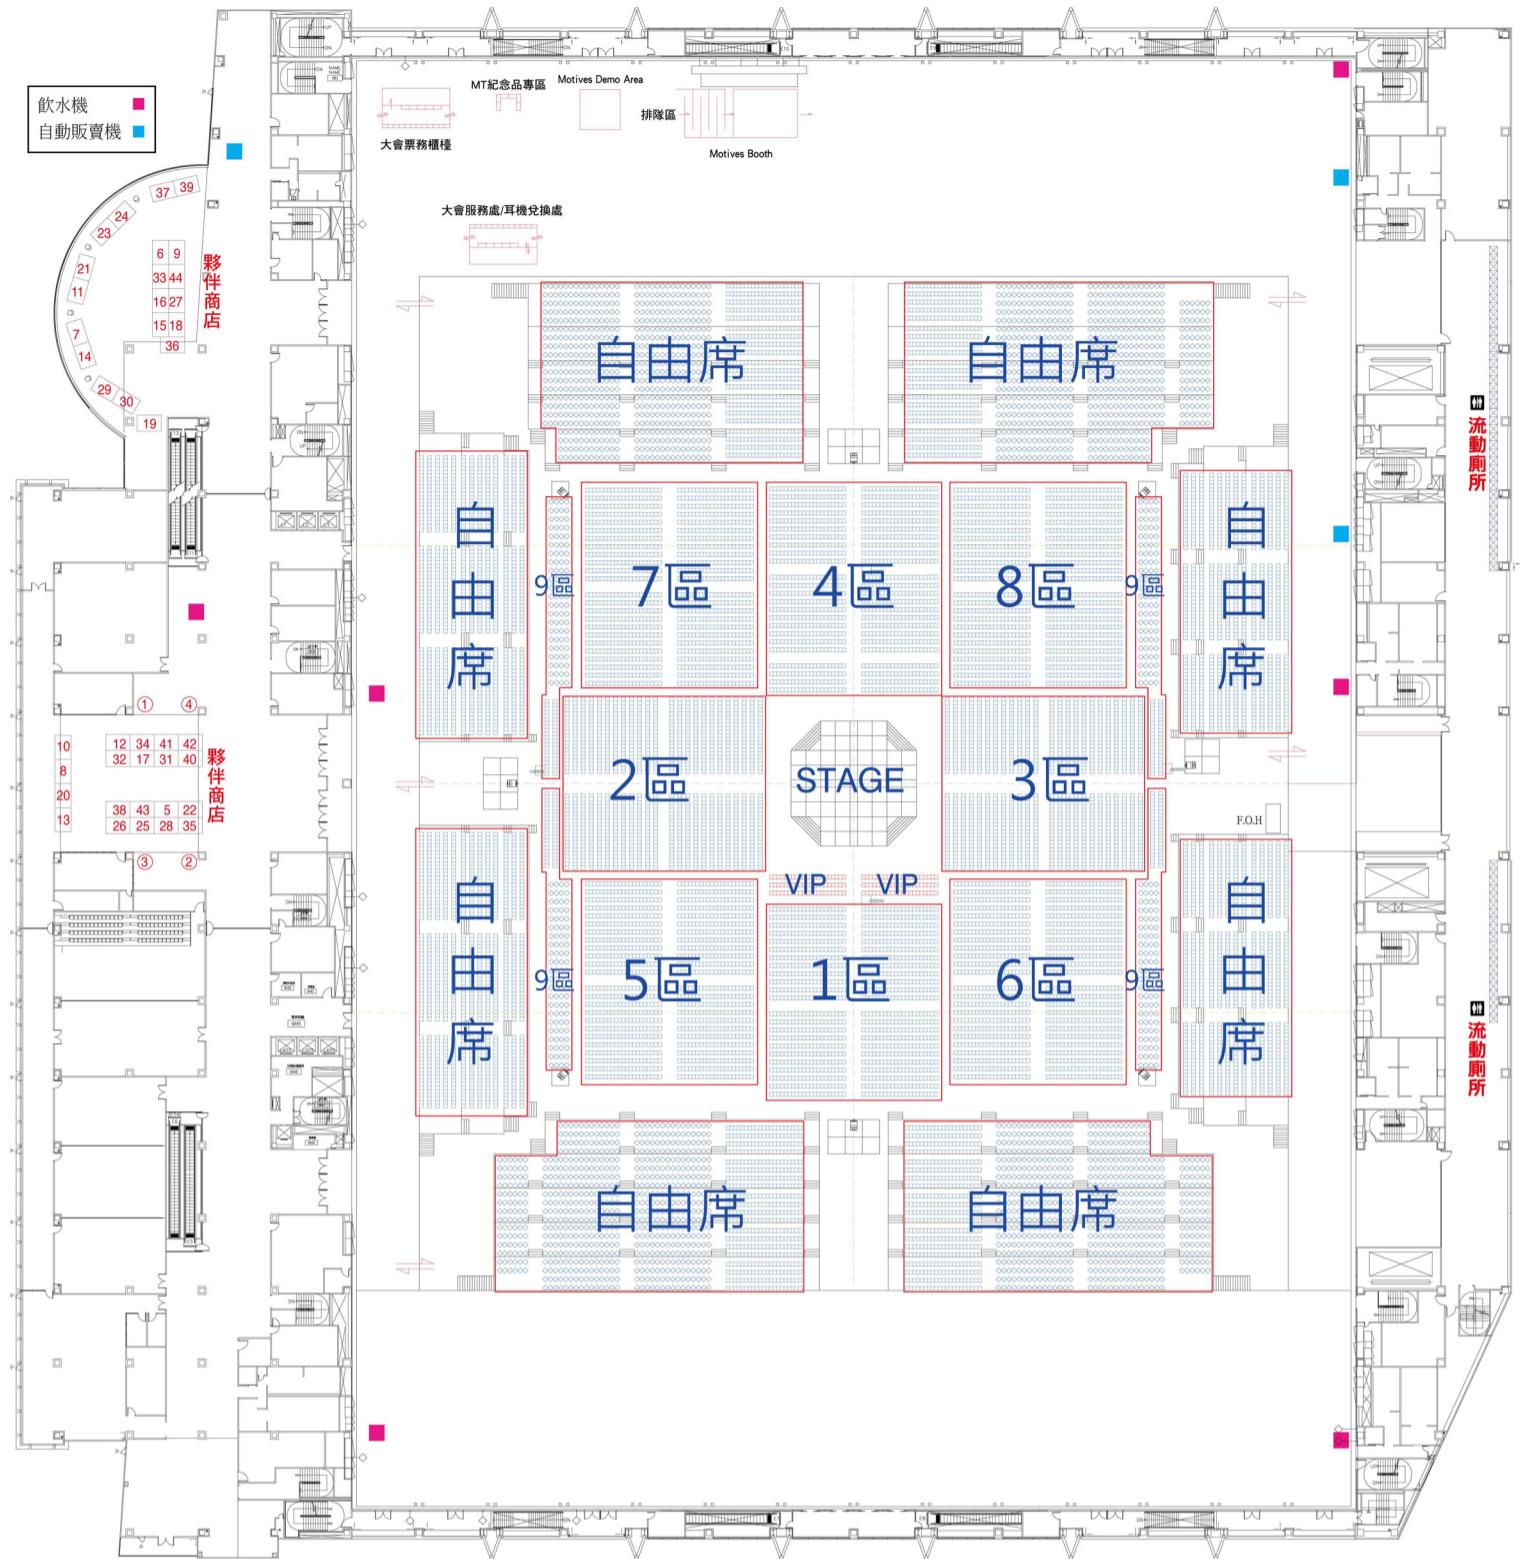 飲水機
自動販賣機
MT紀念品專區
Motives Demo Area
大會票務櫃檯
排隊區
Motives Booth
大會服務處/耳機兌換處
37 39
23 24
21
11
7
14
29 30
19
6 9
33 44
16 27
15 18
36
夥伴商店
自由席
自由席
自由席
自由席
9區
7區
4區
8區
9區
流動廁所
① ④
10
8
20
13
12 34 41 42
32 17 31 40
38 43 5 22
26 25 28 35
③ ②
夥伴商店
2區
STAGE
3區
F.O.H
VIP
VIP
自由席
自由席
9區
5區
1區
6區
9區
流動廁所
自由席
自由席